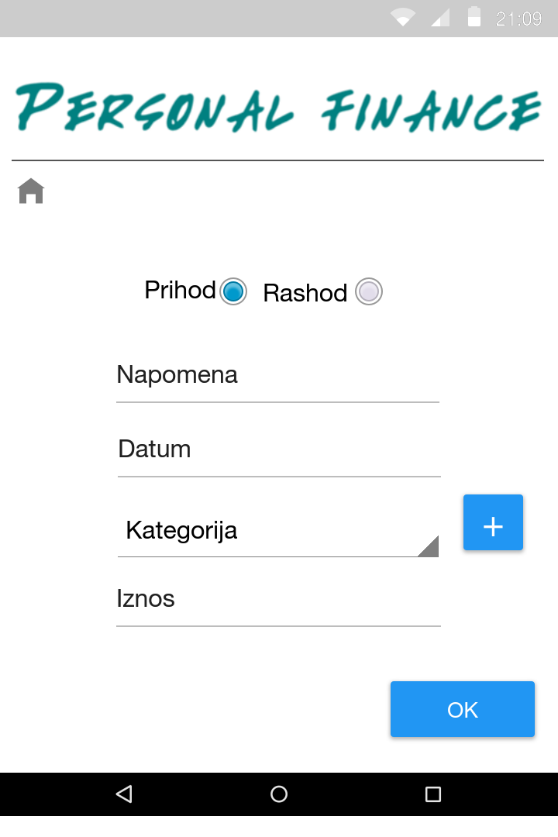 21:09
PERSONAL FINANCE
Prihod Rashod
Napomena
Datum
Kategorija +
Iznos
OK